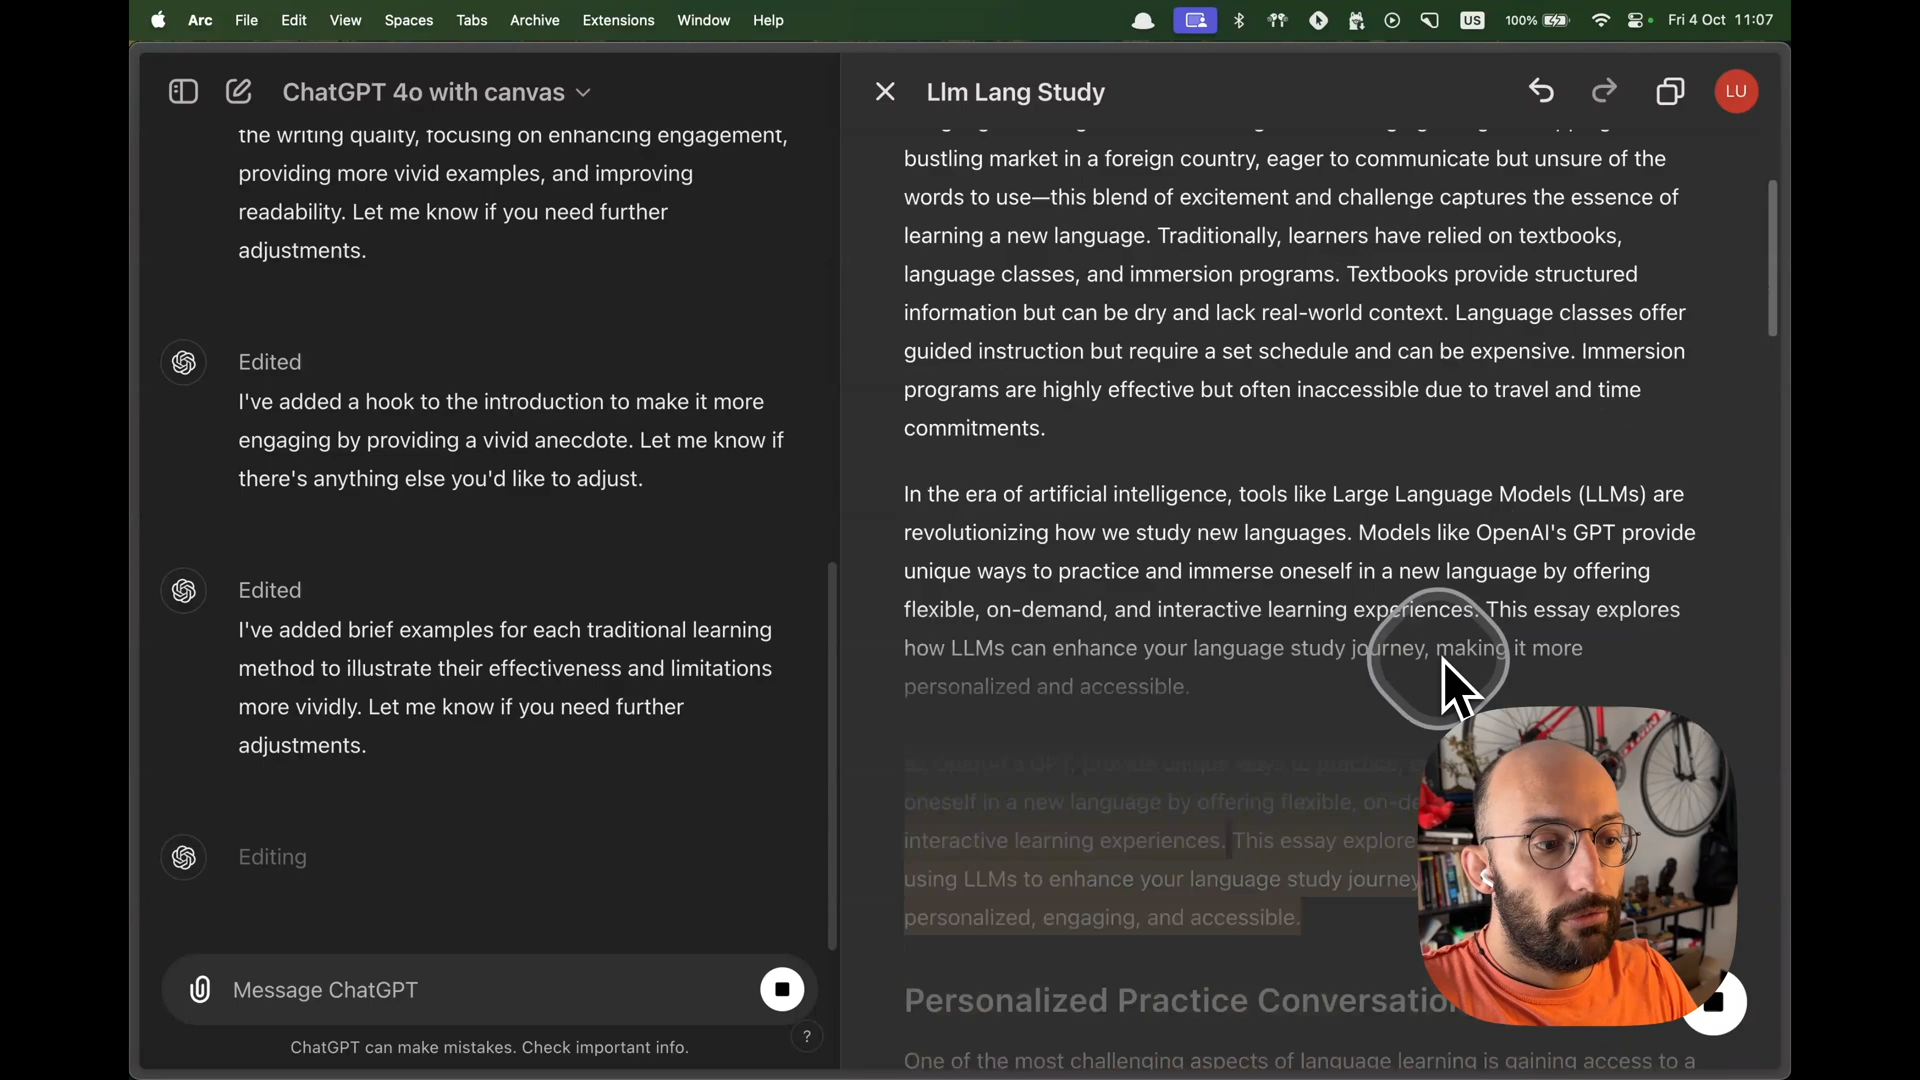 Arc File Edit View Spaces Tabs Archive Extensions Window Help US 100% Fri 4 Oct 11:07
ChatGPT 4o with canvas
the writing quality, focusing on enhancing engagement,
providing more vivid examples, and improving
readability. Let me know if you need further
adjustments.
Edited
I've added a hook to the introduction to make it more
engaging by providing a vivid anecdote. Let me know if
there's anything else you'd like to adjust.
Edited
I've added brief examples for each traditional learning
method to illustrate their effectiveness and limitations
more vividly. Let me know if you need further
adjustments.
Editing
Message ChatGPT
?
ChatGPT can make mistakes. Check important info.
Llm Lang Study
LU
bustling market in a foreign country, eager to communicate but unsure of the
words to use—this blend of excitement and challenge captures the essence of
learning a new language. Traditionally, learners have relied on textbooks,
language classes, and immersion programs. Textbooks provide structured
information but can be dry and lack real-world context. Language classes offer
guided instruction but require a set schedule and can be expensive. Immersion
programs are highly effective but often inaccessible due to travel and time
commitments.
In the era of artificial intelligence, tools like Large Language Models (LLMs) are
revolutionizing how we study new languages. Models like OpenAI's GPT provide
unique ways to practice and immerse oneself in a new language by offering
flexible, on-demand, and interactive learning experiences. This essay explores
how LLMs can enhance your language study journey, making it more
personalized and accessible.
as OpenAI's GPT, provide unique ways to practice,
oneself in a new language by offering flexible,
interactive learning experiences. This essay explore
using LLMs to enhance your language study journey
personalized, engaging, and accessible.
Personalized Practice Conversation
One of the most challenging aspects of language learning is gaining access to a